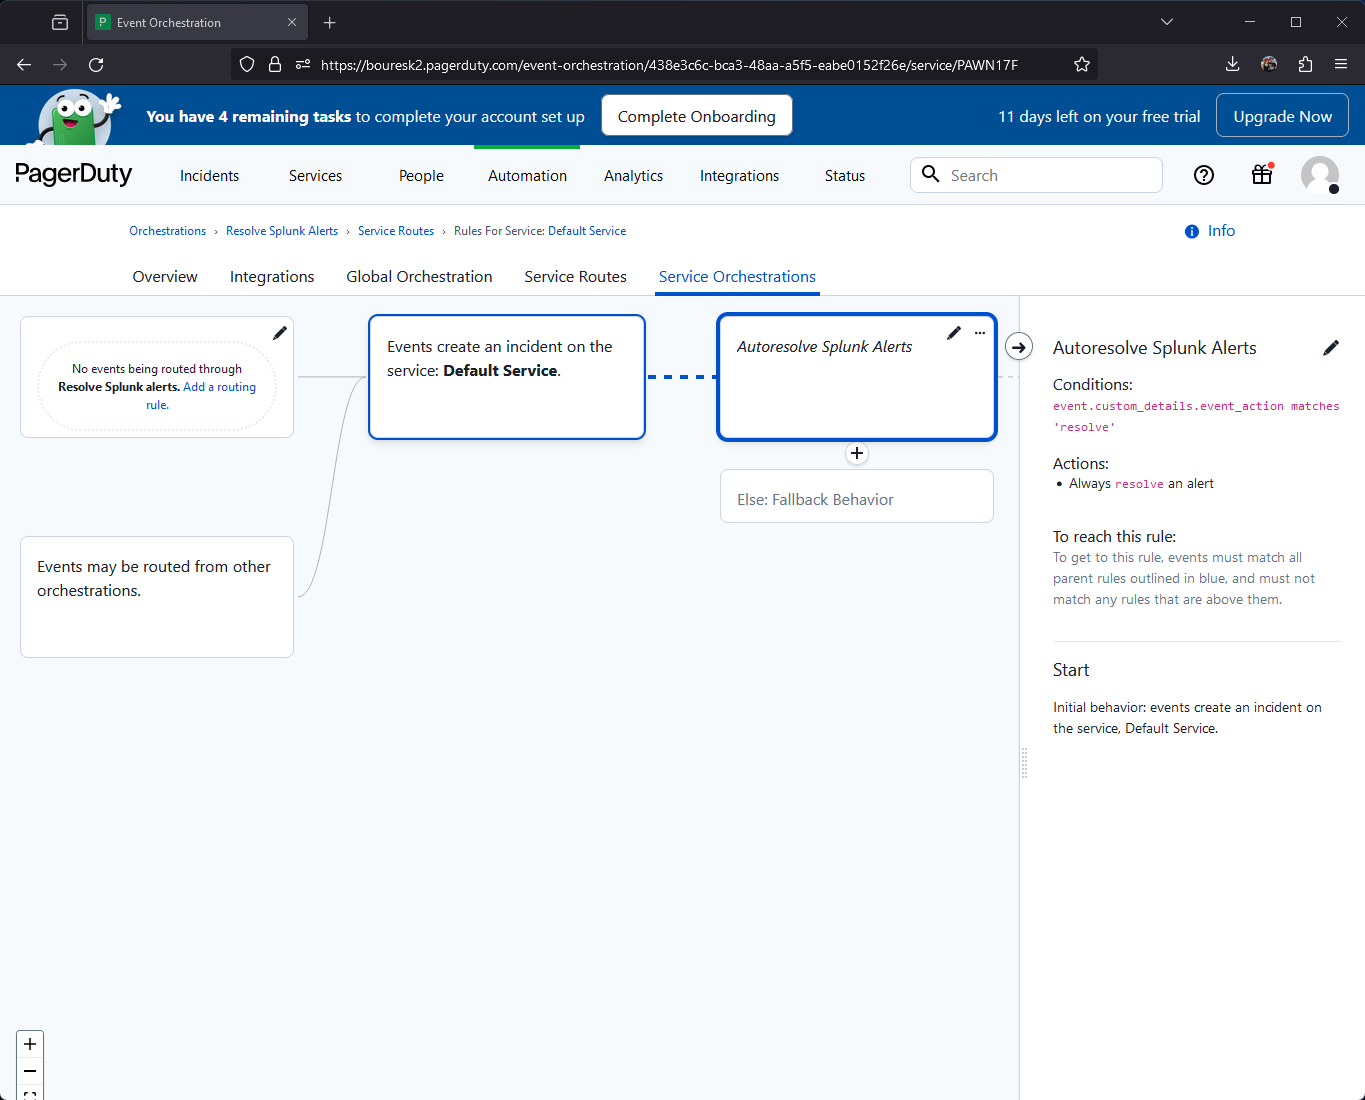 Event Orchestration
https://bouresk2.pagerduty.com/event-orchestration/438e3c6c-bca3-48aa-a5f5-eabe0152f26e/service/PAWN17F
You have 4 remaining tasks to complete your account set up
Complete Onboarding
11 days left on your free trial
Upgrade Now
PagerDuty
Incidents
Services
People
Automation
Analytics
Integrations
Status
Search
Orchestrations › Resolve Splunk Alerts › Service Routes › Rules For Service: Default Service
Info
Overview
Integrations
Global Orchestration
Service Routes
Service Orchestrations
No events being routed through
Resolve Splunk alerts. Add a routing
rule.
Events create an incident on the
service: Default Service.
Autoresolve Splunk Alerts
Else: Fallback Behavior
Events may be routed from other
orchestrations.
Autoresolve Splunk Alerts
Conditions:
event.custom_details.event_action matches
'resolve'
Actions:
• Always resolve an alert
To reach this rule:
To get to this rule, events must match all
parent rules outlined in blue, and must not
match any rules that are above them.
Start
Initial behavior: events create an incident on
the service, Default Service.